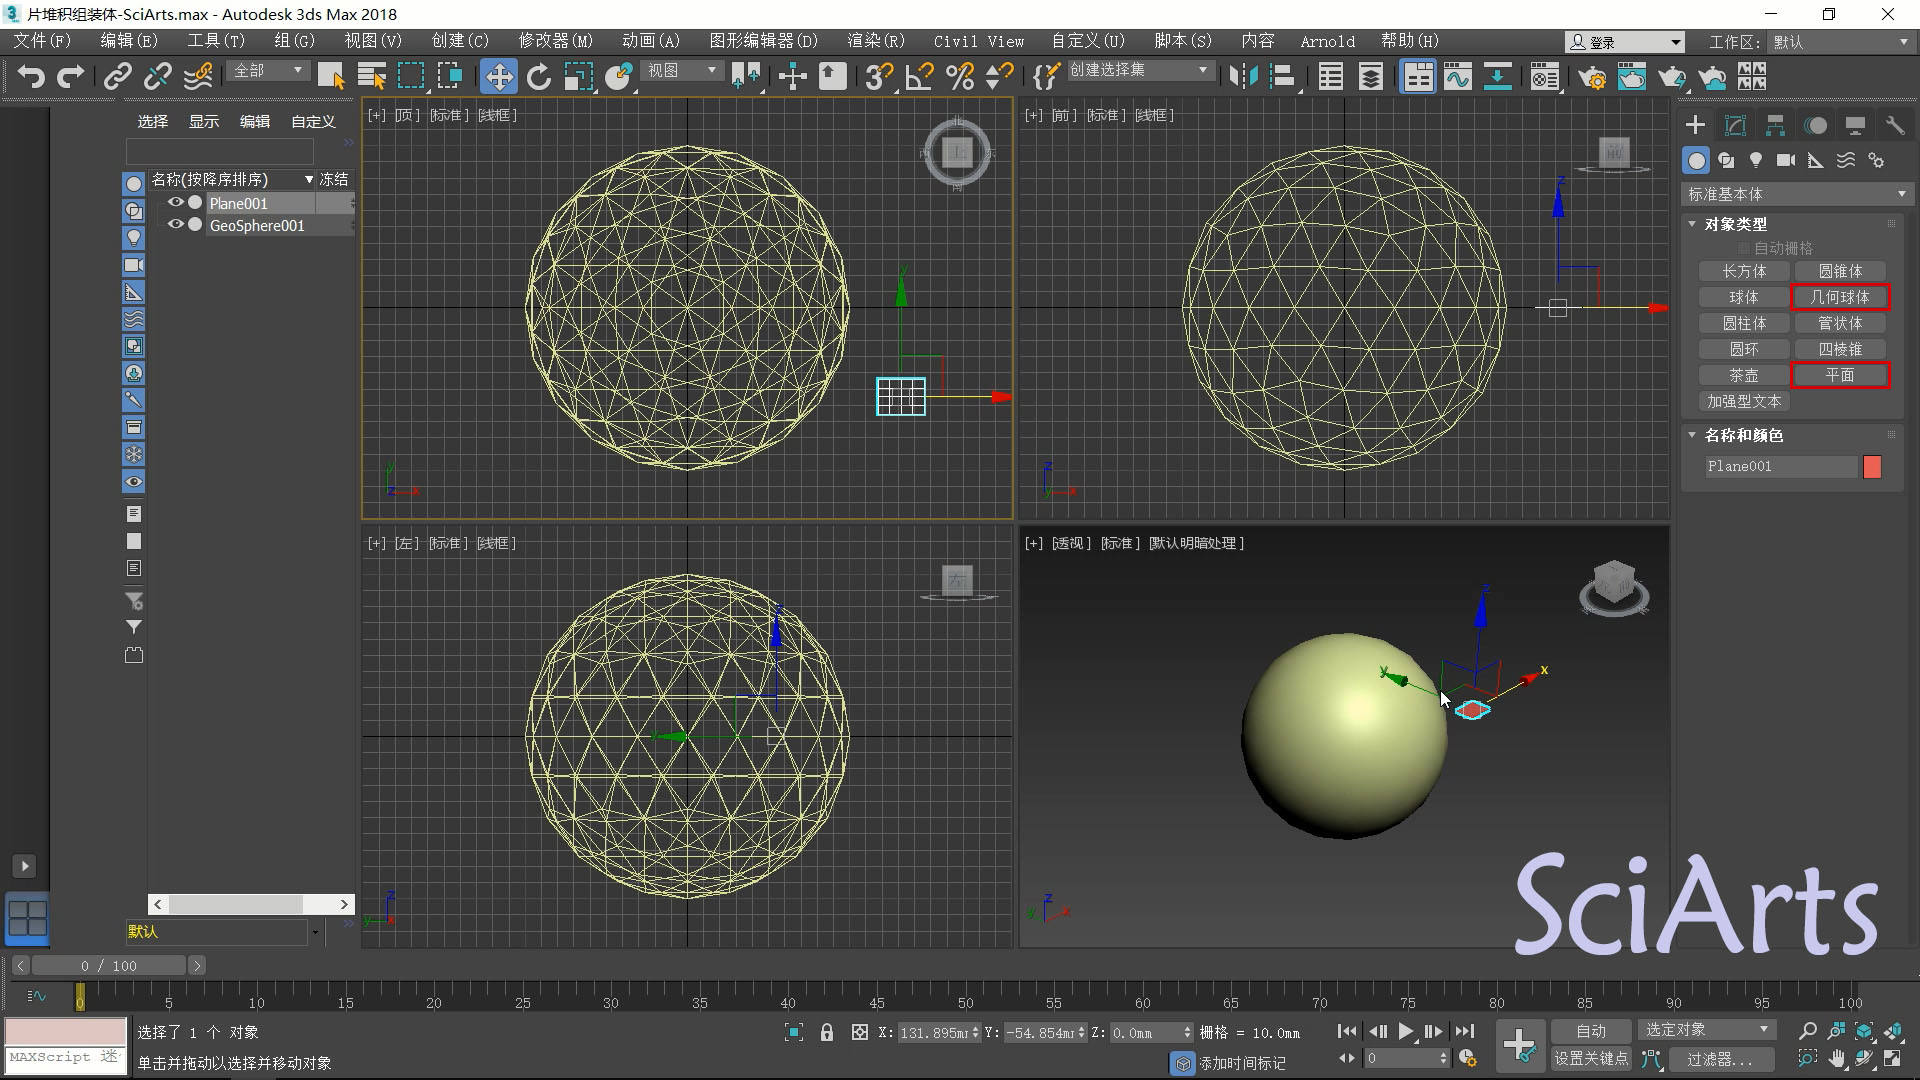 片堆积组装体-SciArts.max - Autodesk 3ds Max 2018
文件(F) 编辑(E) 工具(T) 组(G) 视图(V) 创建(C) 修改器(M) 动画(A) 图形编辑器(D) 渲染(R) Civil View 自定义(U) 脚本(S) 内容 Arnold 帮助(H) 登录 工作区: 默认
全部 视图 创建选择集
选择 显示 编辑 自定义
名称(按降序排序) 冻结
Plane001
GeoSphere001
默认
[+] [顶] [标准] [线框]
上 北 东 南 西
[+] [前] [标准] [线框]
前
[+] [左] [标准] [线框]
左
[+] [透视] [标准] [默认明暗处理]
标准基本体
对象类型
自动栅格
长方体 圆锥体
球体 几何球体
圆柱体 管状体
圆环 四棱锥
茶壶 平面
加强型文本
名称和颜色
Plane001
SciArts
0 / 100
0 5 10 15 20 25 30 35 40 45 50 55 60 65 70 75 80 85 90 95 100
选择了 1 个 对象 X: 131.895m Y: -54.854m Z: 0.0mm 栅格 = 10.0mm 自动 选定对象
MAXScript 迷 单击并拖动以选择并移动对象 添加时间标记 0 设置关键点 过滤器...